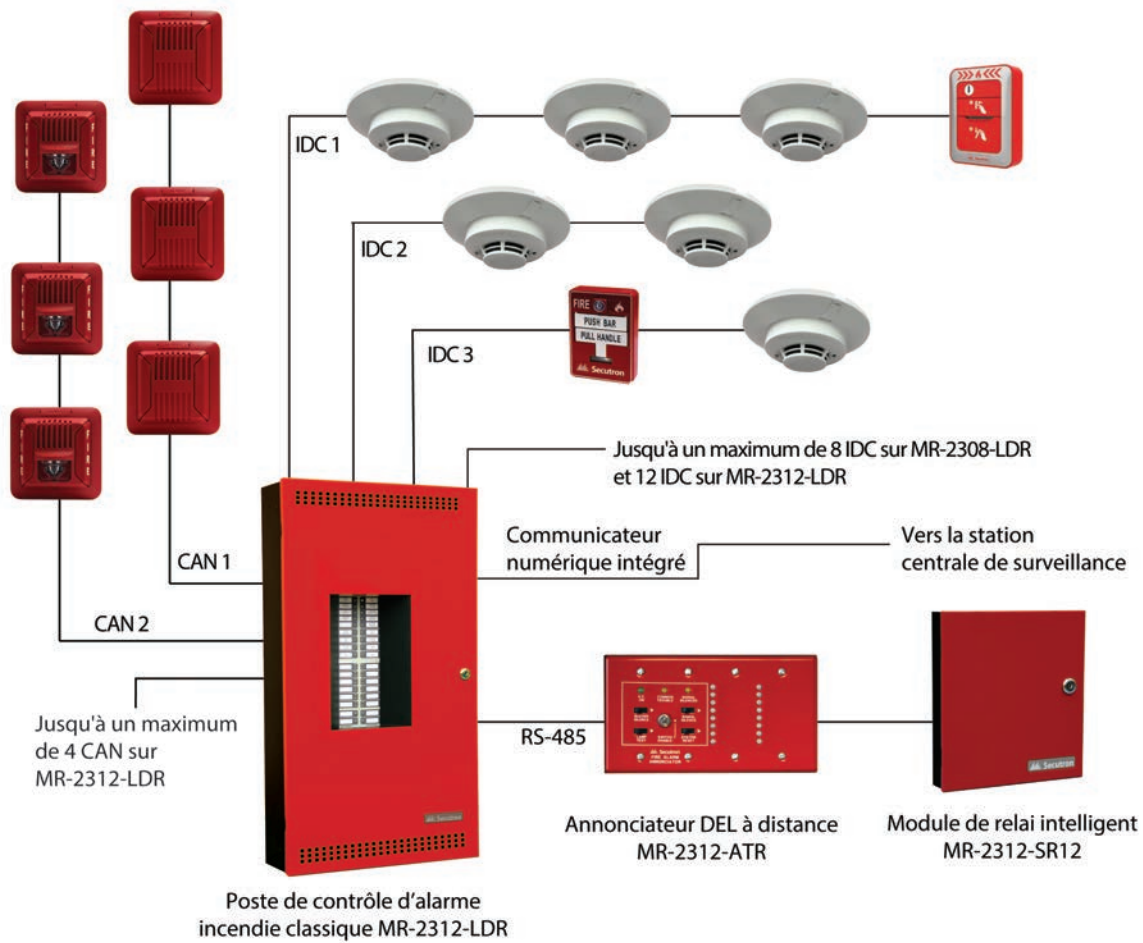 IDC 1
IDC 2
FIRE
PUSH BAR
PULL HANDLE
Secutron
IDC 3
Jusqu'à un maximum de 8 IDC sur MR-2308-LDR
et 12 IDC sur MR-2312-LDR
Communicateur
numérique intégré
Vers la station
centrale de surveillance
CAN 1
CAN 2
Jusqu'à un maximum
de 4 CAN sur
MR-2312-LDR
RS-485
Secutron
FIRE ALARM
ANNUNCIATOR
Secutron
Secutron
Annonciateur DEL à distance
MR-2312-ATR
Module de relai intelligent
MR-2312-SR12
Poste de contrôle d’alarme
incendie classique MR-2312-LDR